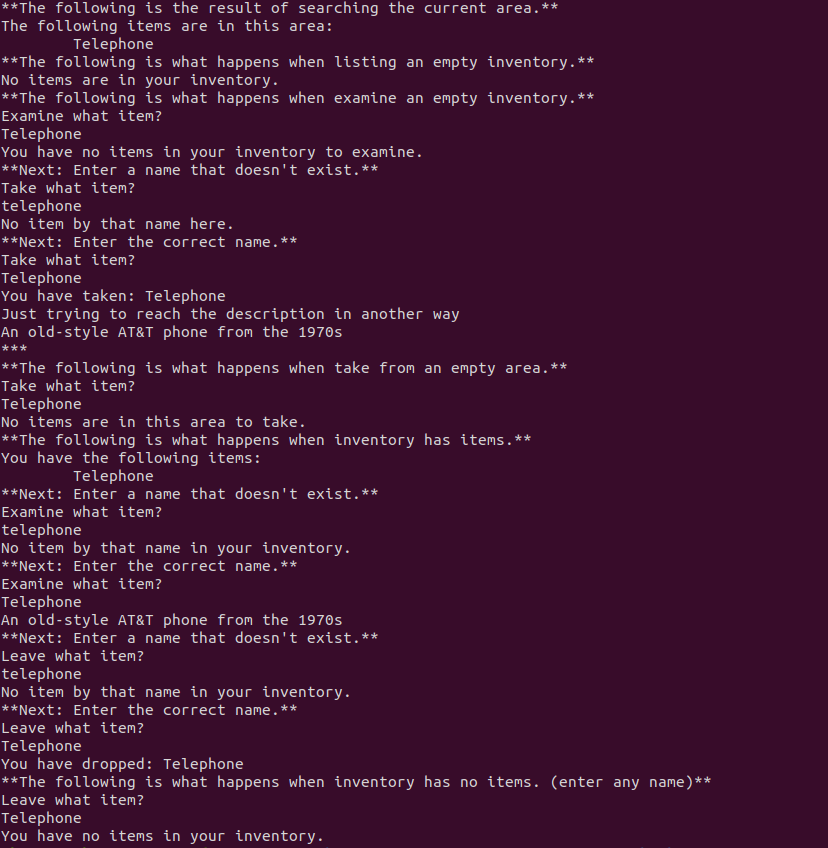 **The following is the result of searching the current area.**
The following items are in this area:
        Telephone
**The following is what happens when listing an empty inventory.**
No items are in your inventory.
**The following is what happens when examine an empty inventory.**
Examine what item?
Telephone
You have no items in your inventory to examine.
**Next: Enter a name that doesn't exist.**
Take what item?
telephone
No item by that name here.
**Next: Enter the correct name.**
Take what item?
Telephone
You have taken: Telephone
Just trying to reach the description in another way
An old-style AT&T phone from the 1970s
***
**The following is what happens when take from an empty area.**
Take what item?
Telephone
No items are in this area to take.
**The following is what happens when inventory has items.**
You have the following items:
        Telephone
**Next: Enter a name that doesn't exist.**
Examine what item?
telephone
No item by that name in your inventory.
**Next: Enter the correct name.**
Examine what item?
Telephone
An old-style AT&T phone from the 1970s
**Next: Enter a name that doesn't exist.**
Leave what item?
telephone
No item by that name in your inventory.
**Next: Enter the correct name.**
Leave what item?
Telephone
You have dropped: Telephone
**The following is what happens when inventory has no items. (enter any name)**
Leave what item?
Telephone
You have no items in your inventory.